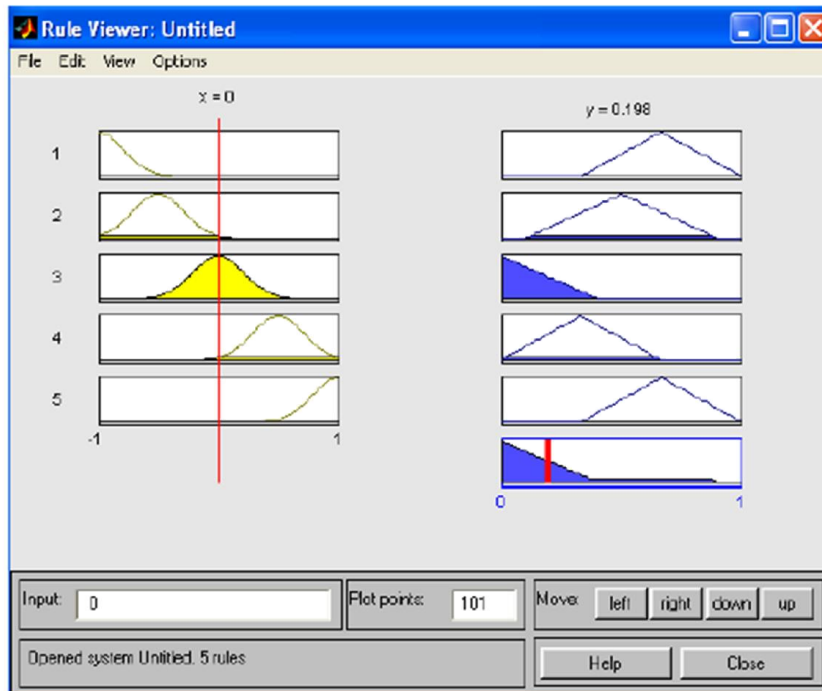 Rule Viewer: Untitled
File Edit View Options
x = 0
y = 0.198
1
2
3
4
5
-1 1
0 1
Input: 0
Plot points: 101
Move: left right down up
Opened system Untitled, 5 rules
Help Close